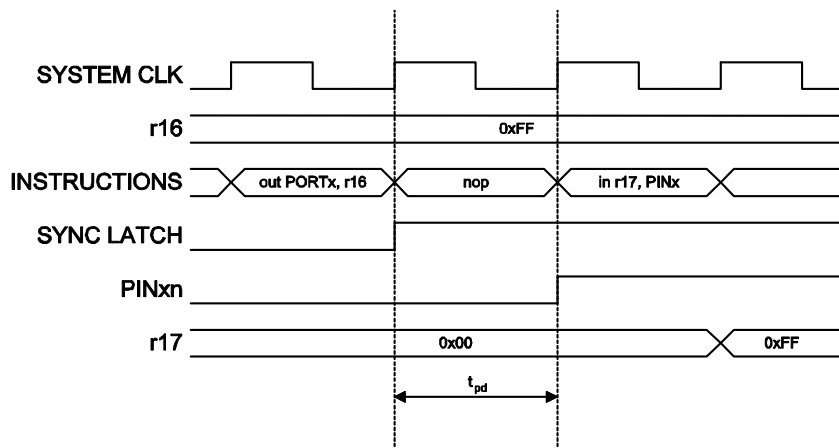 SYSTEM CLK
r16
0xFF
INSTRUCTIONS
out PORTx, r16
nop
in r17, PINx
SYNC LATCH
PINxn
r17
0x00
0xFF
tpd